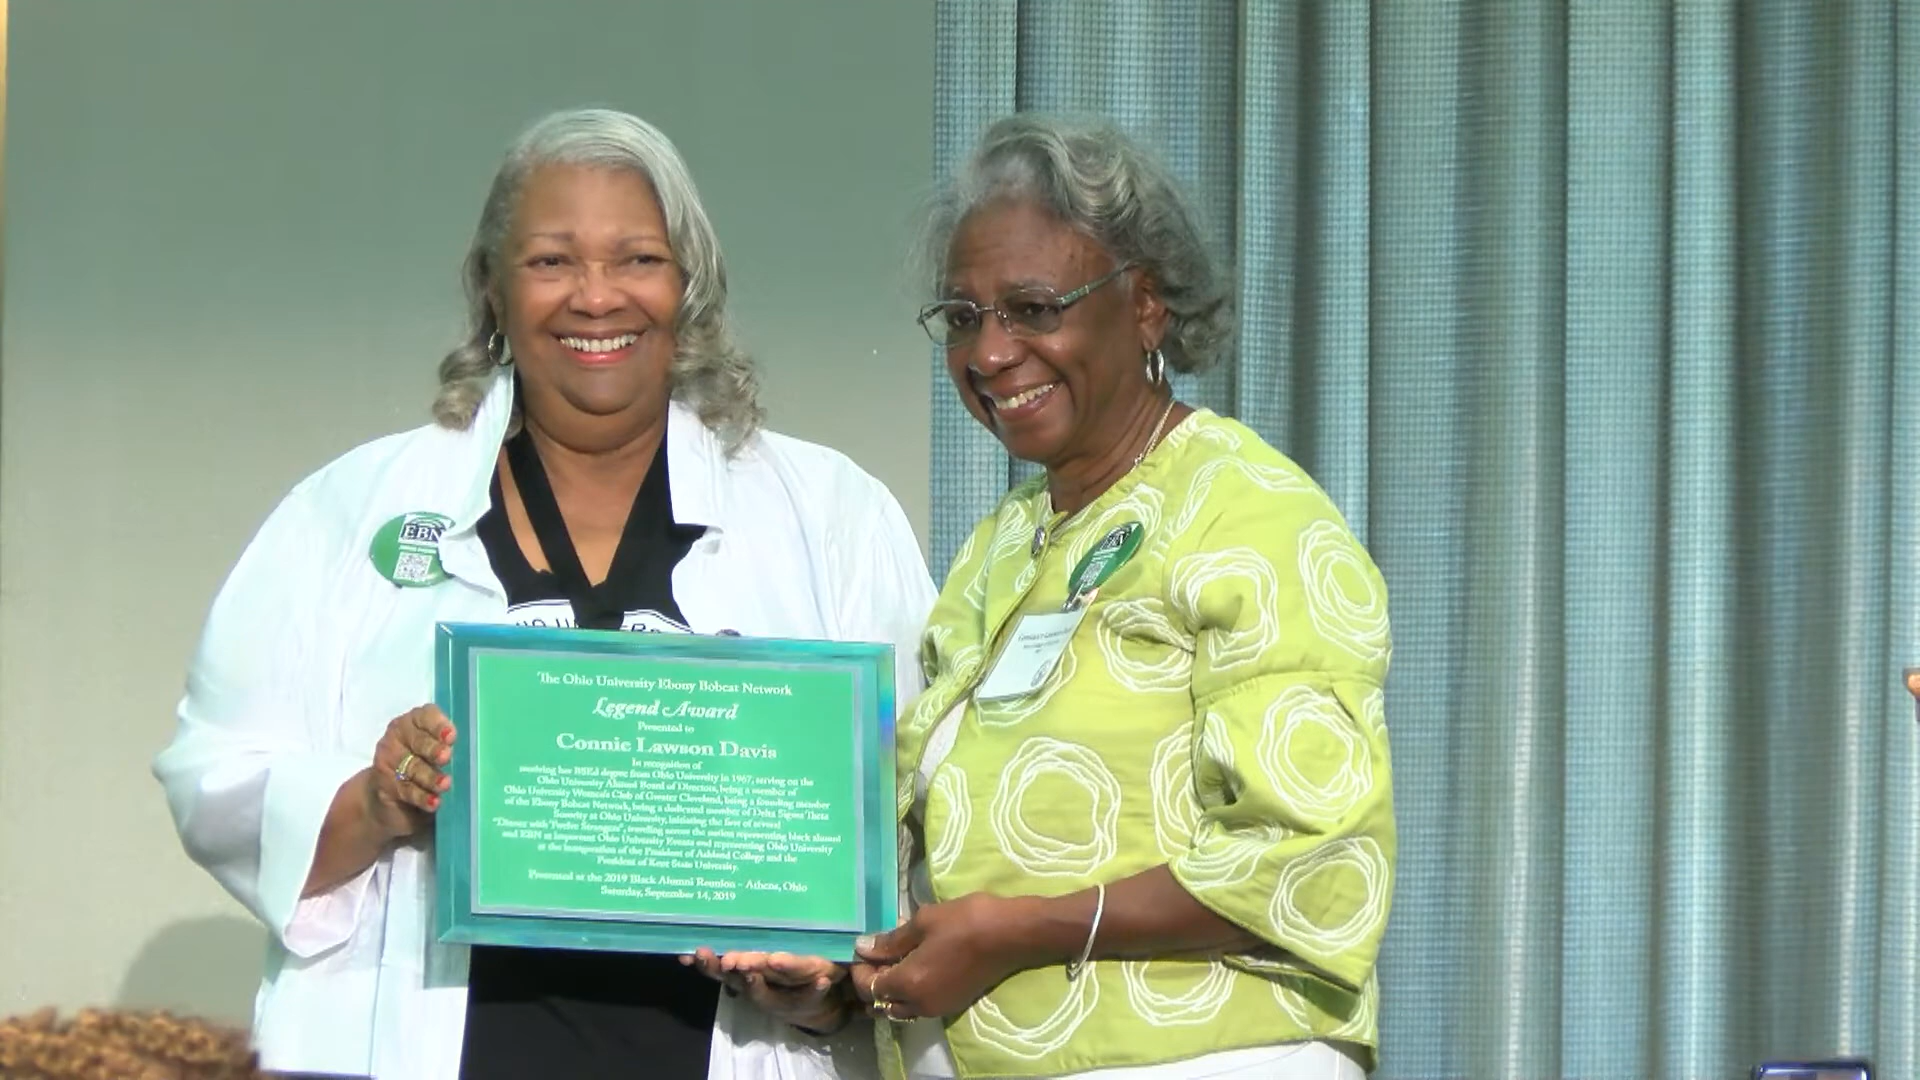 EBN
The Ohio University Ebony Bobcat Network
Legend Award
Presented to
Connie Lawson Davis
In recognition of
receiving her BSEd degree from Ohio University in 1967, serving on the
Ohio University Alumni Board of Directors, being a member of
Ohio University Women's Club of Greater Cleveland, being a founding member
of the Ebony Bobcat Network, being a dedicated member of Delta Sigma Theta
Sorority at Ohio University, initiating the first of several
"Dinner with Twelve Strangers", traveling across the nation representing black alumni
and EBN at important Ohio University Events and representing Ohio University
at the inauguration of the President of Ashland College and the
President of Kent State University.
Presented at the 2019 Black Alumni Reunion - Athens, Ohio
Saturday, September 14, 2019
EBN